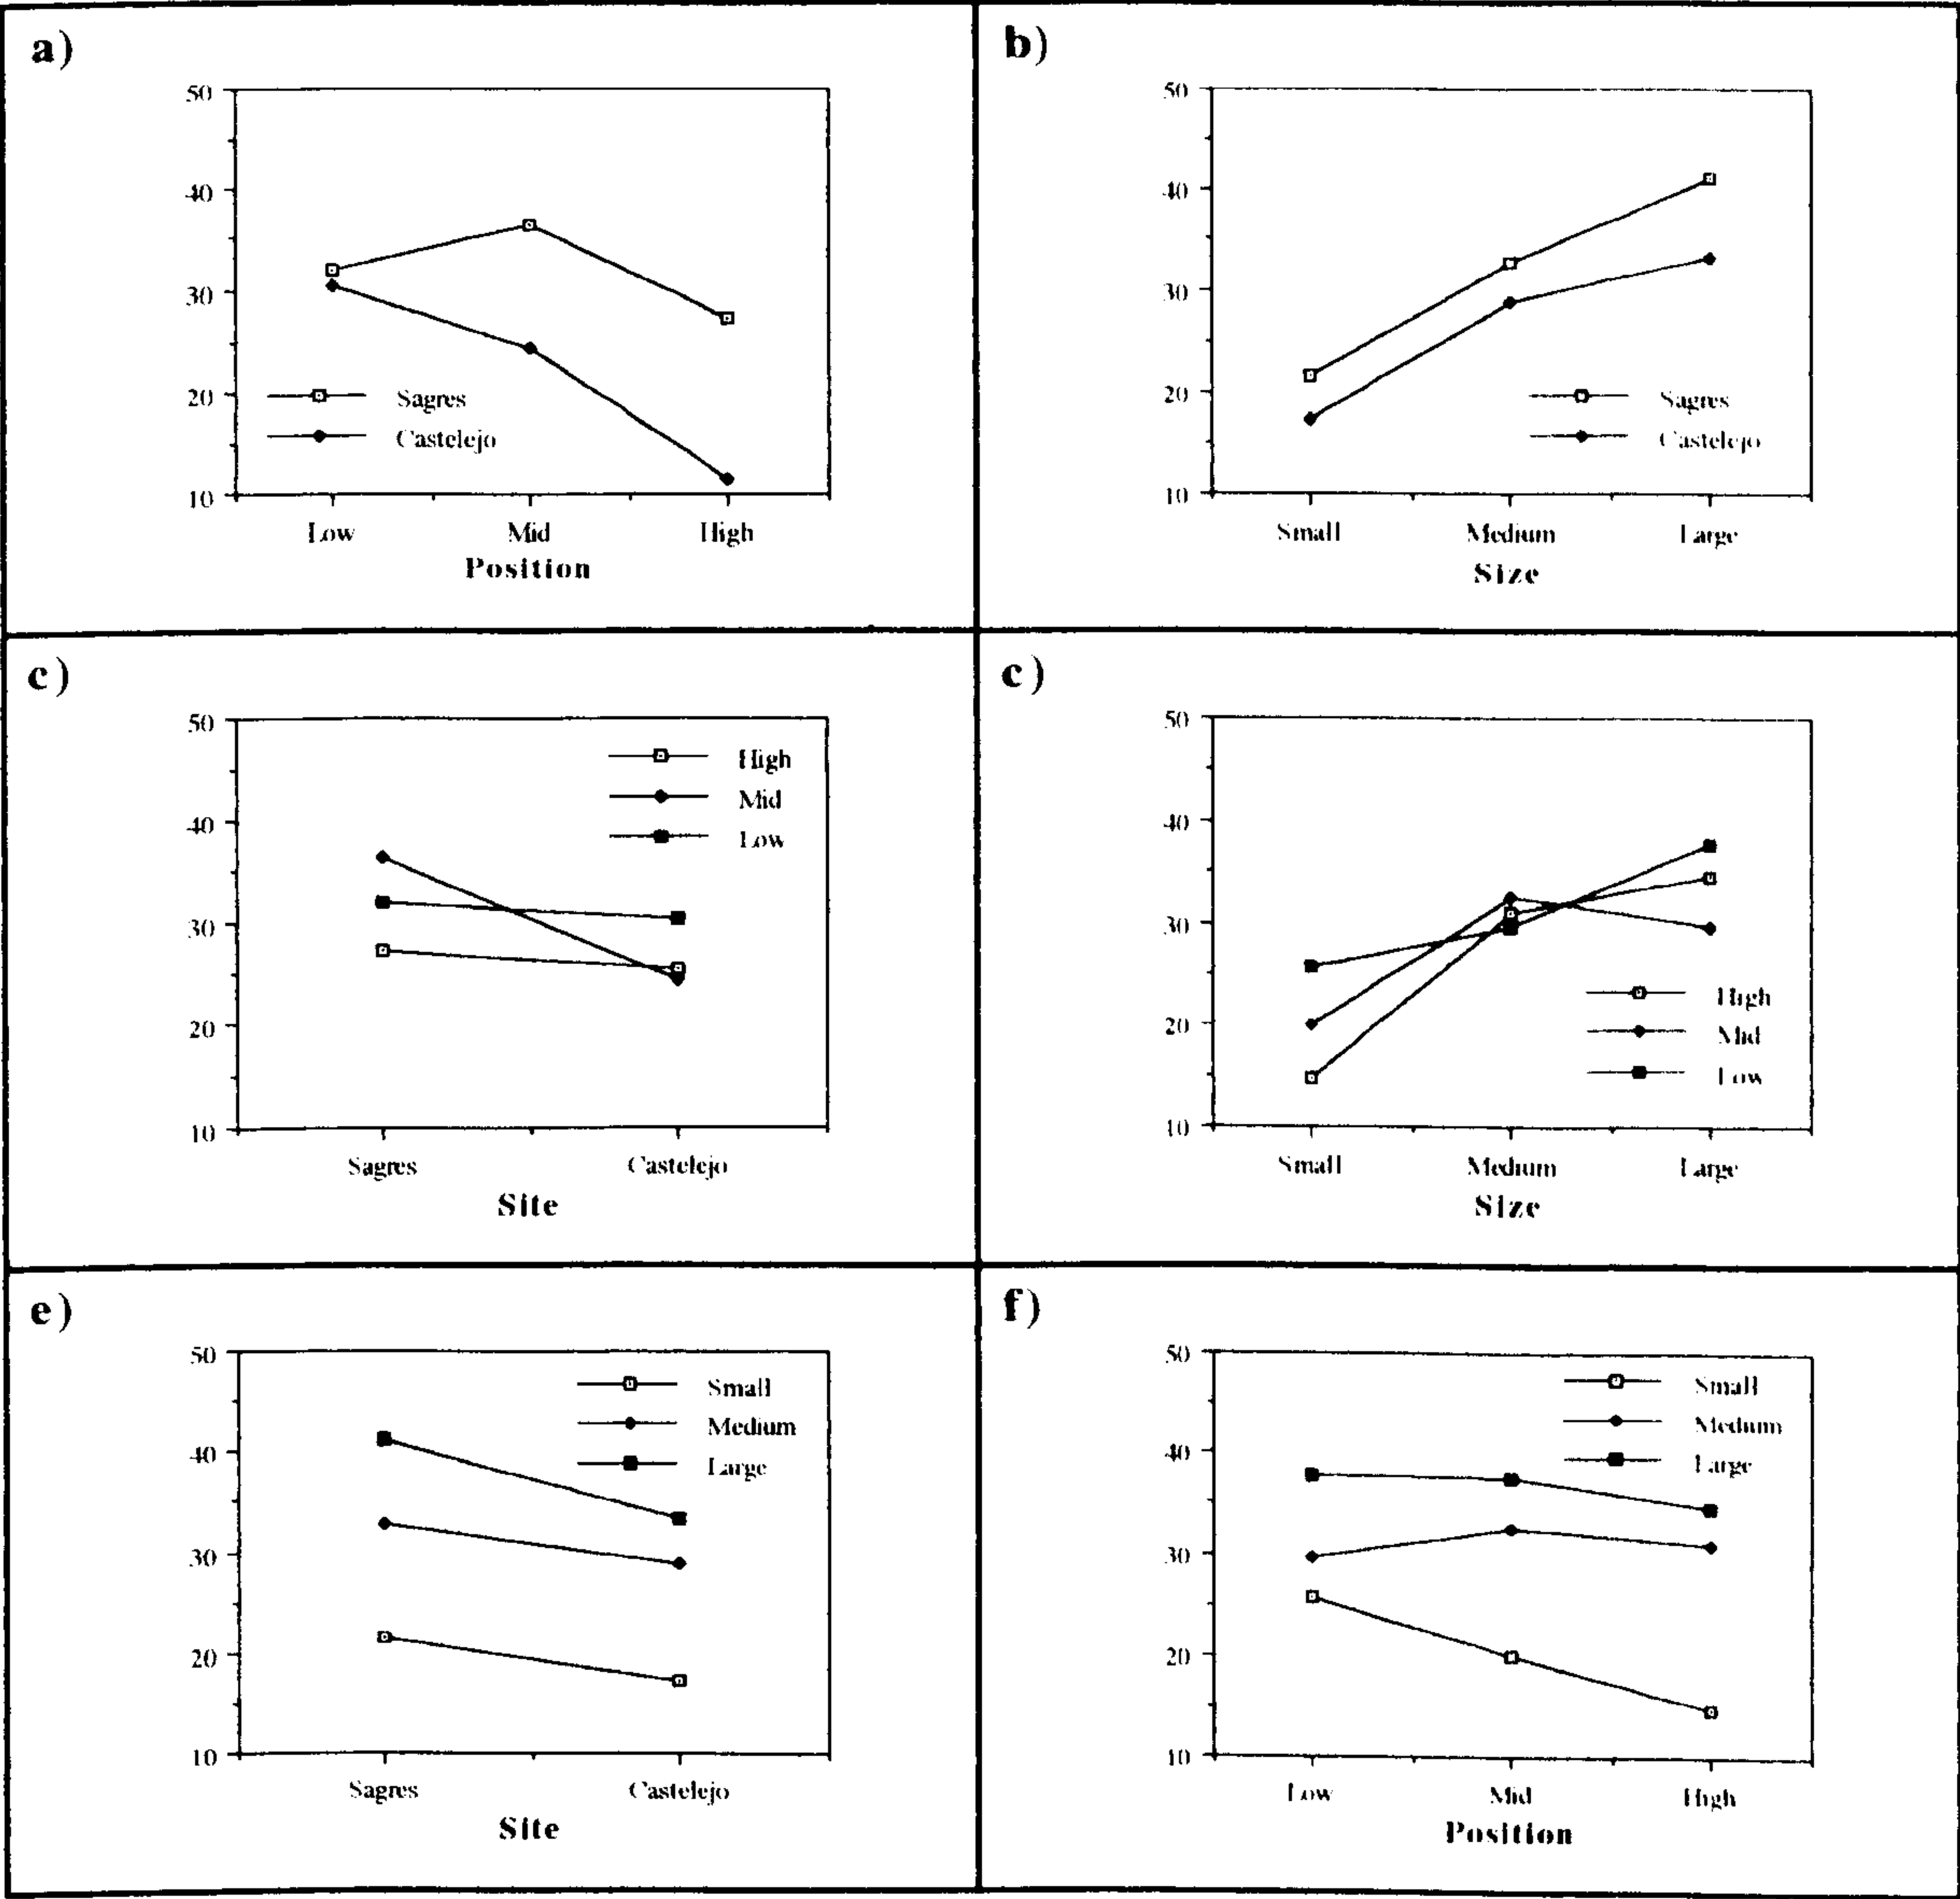 a)
50
40
30
20
10
Sagres
Castelejo
Low Mid High
Position
b)
50
40
30
20
10
Sagres
Castelejo
Small Medium Large
Size
c)
50
40
30
20
10
High
Mid
Low
Sagres Castelejo
Site
c)
50
40
30
20
10
High
Mid
Low
Small Medium Large
Size
e)
50
40
30
20
10
Small
Medium
Large
Sagres Castelejo
Site
f)
50
40
30
20
10
Small
Medium
Large
Low Mid High
Position